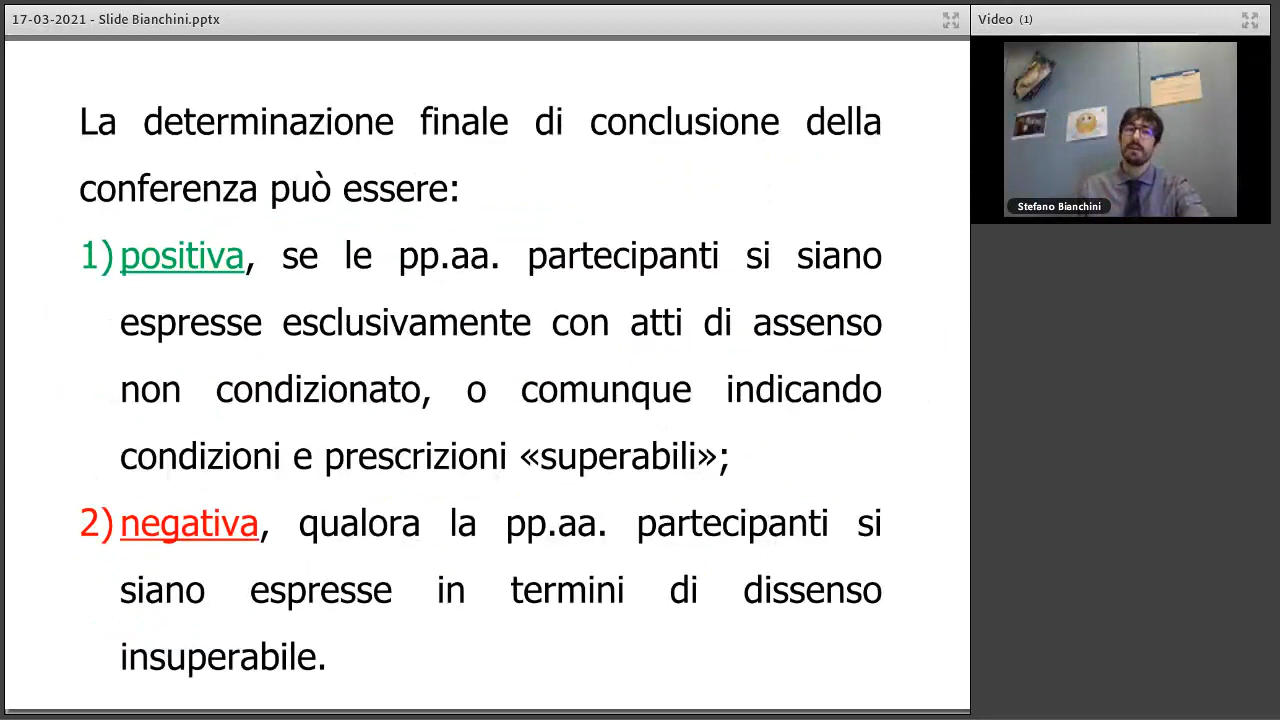 17-03-2021 - Slide Bianchini.pptx
Video (1)
La determinazione finale di conclusione della
conferenza può essere:
1) positiva, se le pp.aa. partecipanti si siano
espresse esclusivamente con atti di assenso
non condizionato, o comunque indicando
condizioni e prescrizioni «superabili»;
2) negativa, qualora la pp.aa. partecipanti si
siano espresse in termini di dissenso
insuperabile.
Stefano Bianchini